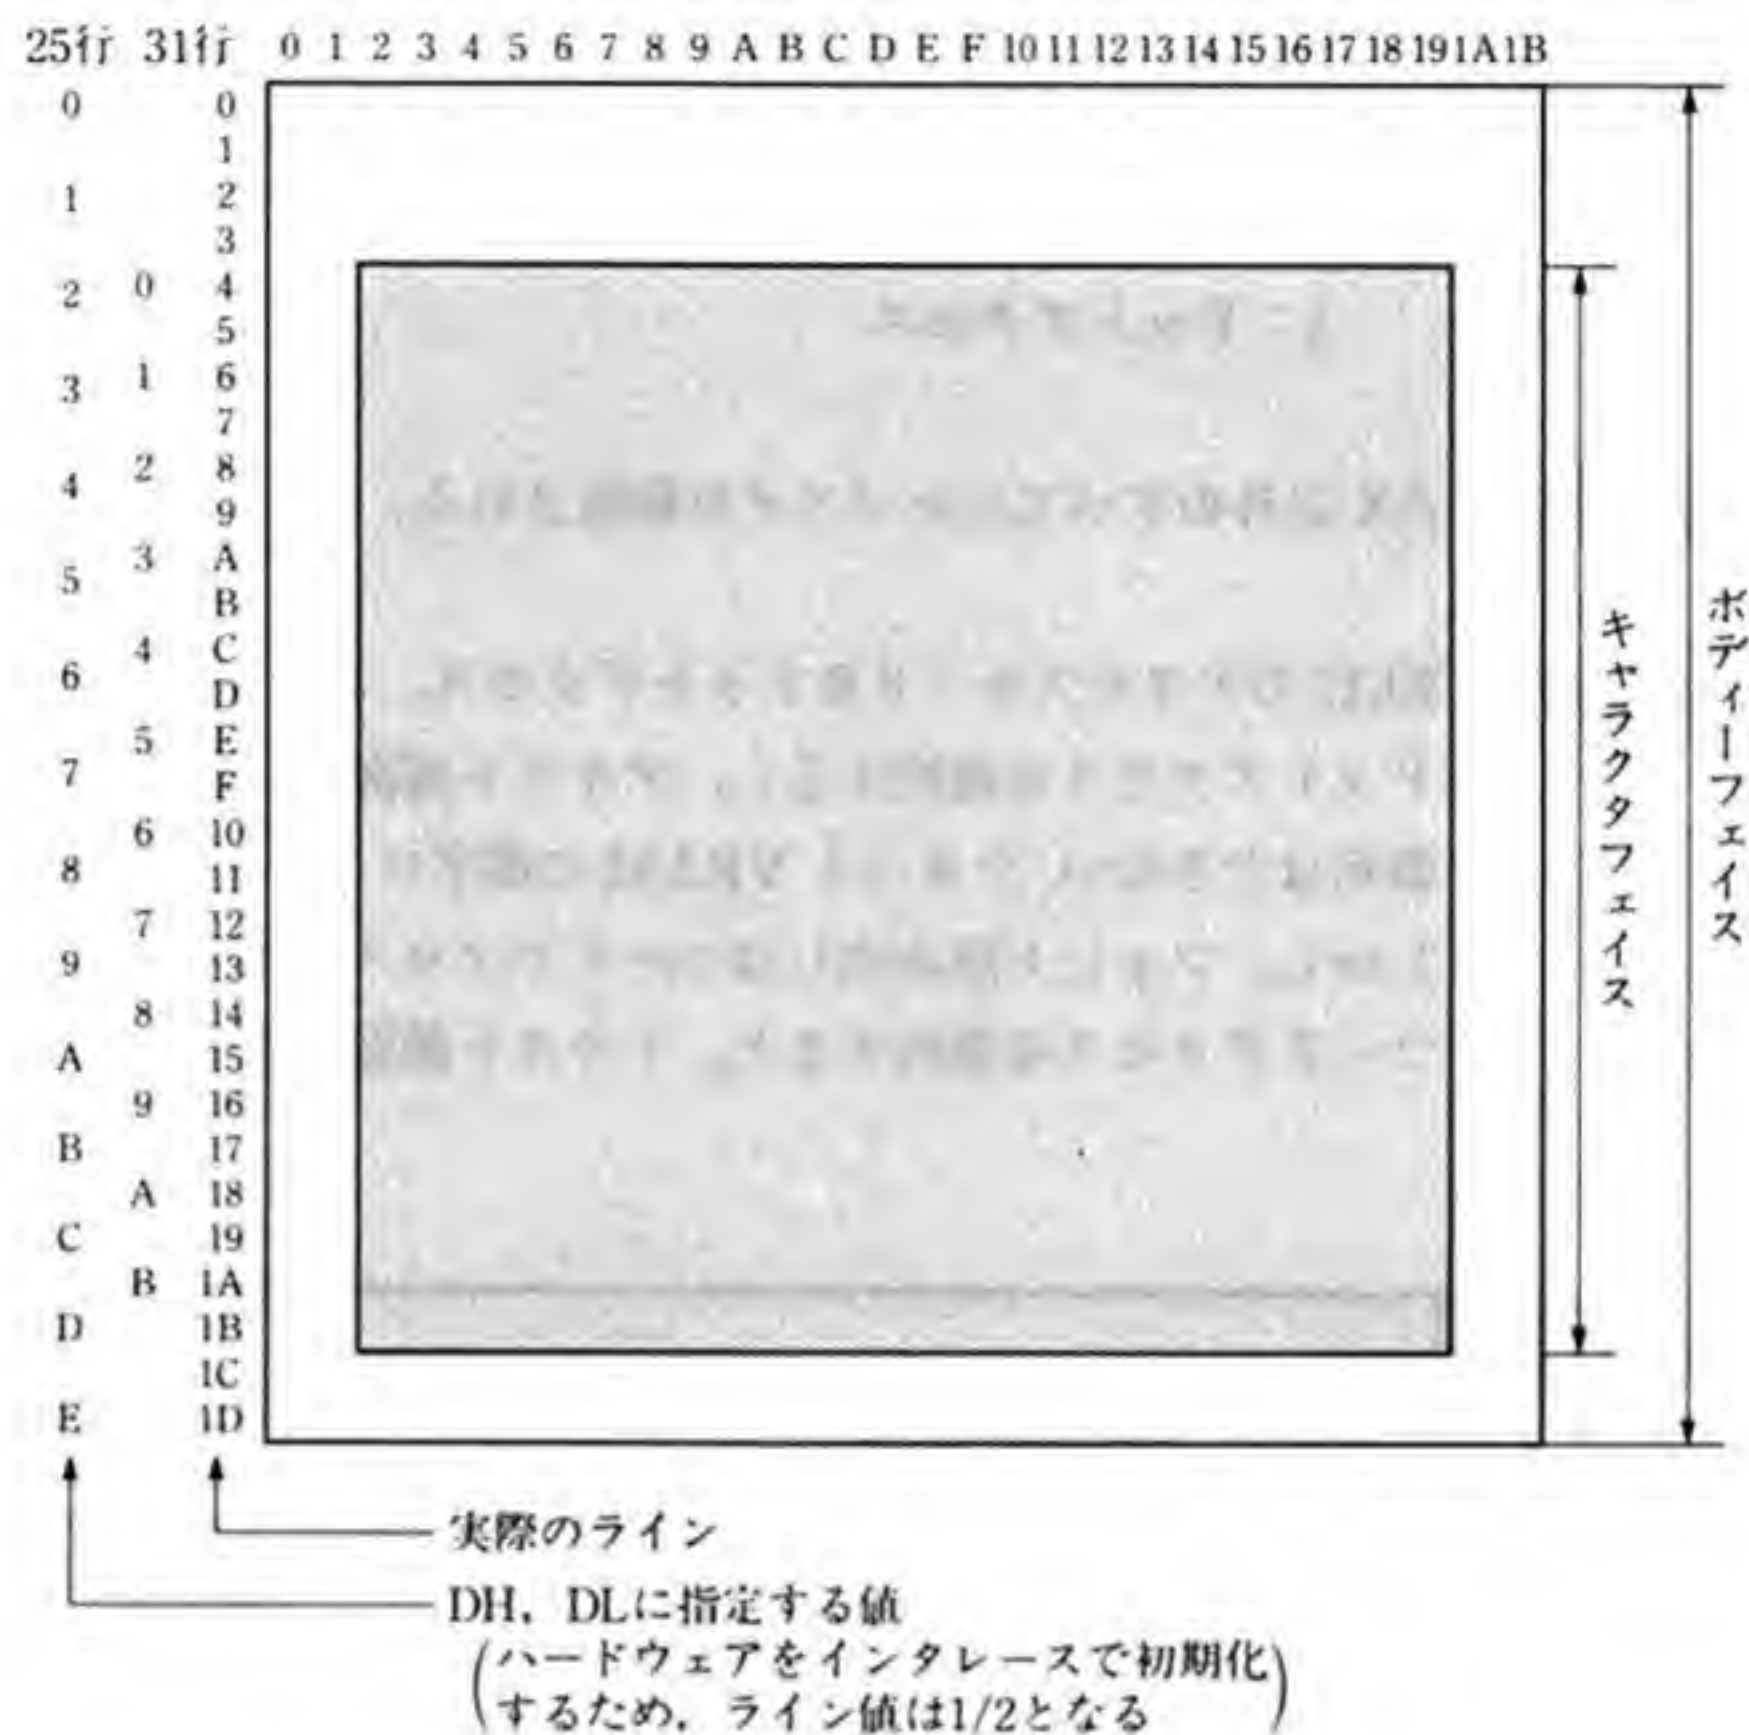 25行 31行 0 1 2 3 4 5 6 7 8 9 A B C D E F 10 11 12 13 14 15 16 17 18 19 1A 1B
0 0
1
1 2
3
2 0 4
5
3 1 6
7
4 2 8
9
5 3 A
B
6 4 C
D
7 5 E
F
8 6 10
11
9 7 12
13
A 8 14
15
B 9 16
17
C A 18
19
D B 1A
1B
1C
E 1D
キャラクタフェイス
ボディーフェイス
実際のライン
DH,DLに指定する値
(ハードウェアをインタレースで初期化
するため,ライン値は1/2となる)